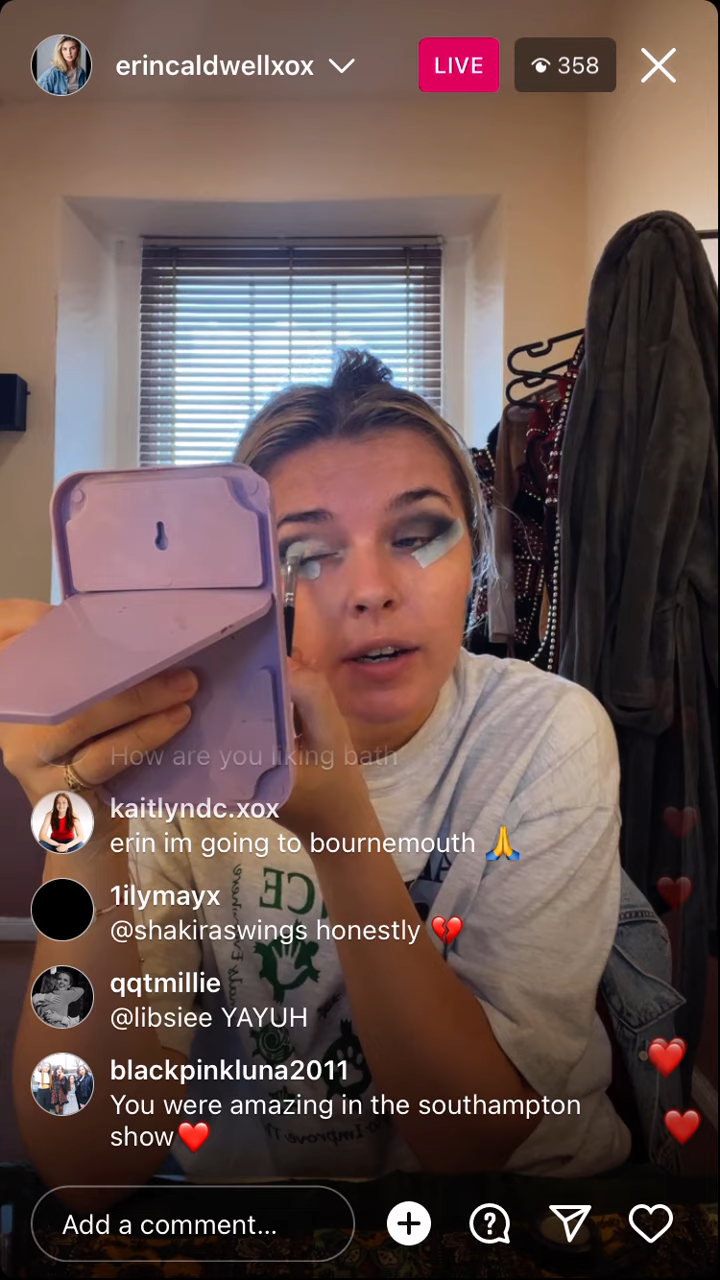 erincaldwellxox
LIVE
358
How are you liking bath
kaitlyndc.xox
erin im going to bournemouth 🙏
1ilymayx
@shakiraswings honestly 💔
qqtmillie
@libsiee YAYUH
blackpinkluna2011
You were amazing in the southampton
show❤️
Add a comment...